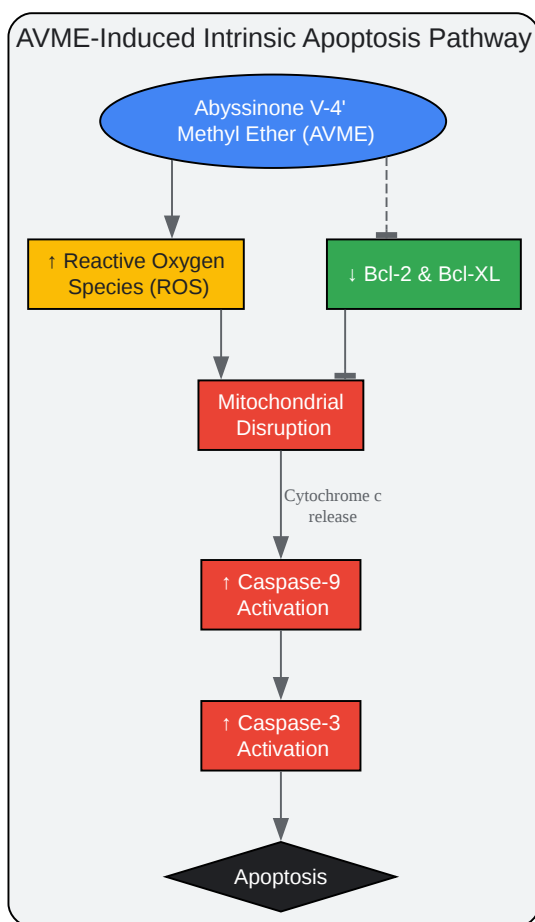 AVME-Induced Intrinsic Apoptosis Pathway
Abyssinone V-4'
Methyl Ether (AVME)
↑ Reactive Oxygen
Species (ROS)
↓ Bcl-2 & Bcl-XL
Mitochondrial
Disruption
Cytochrome c
release
↑ Caspase-9
Activation
↑ Caspase-3
Activation
Apoptosis